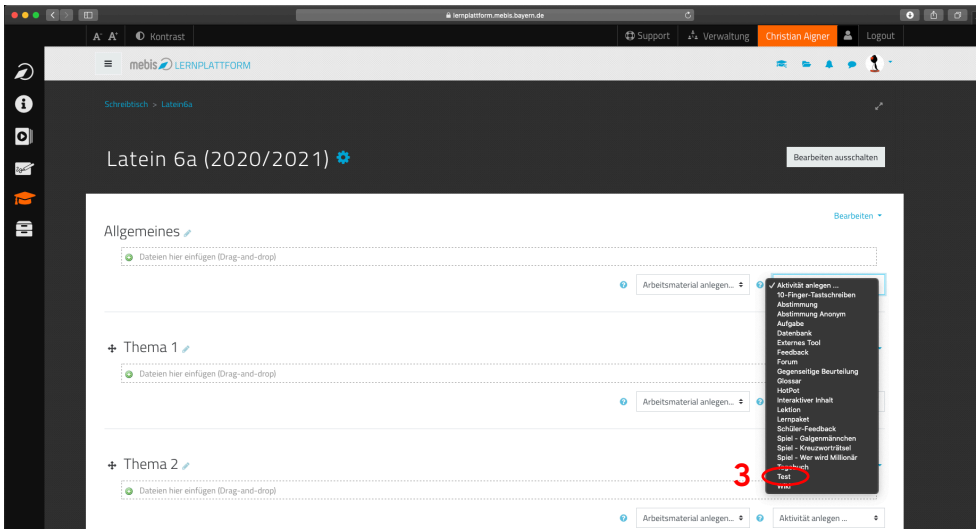 lernplattform.mebis.bayern.de
A- A+ Kontrast Support Verwaltung Christian Aigner Logout
mebis LERNPLATTFORM
Schreibtisch > Latein6a
Latein 6a (2020/2021) Bearbeiten ausschalten
Bearbeiten
Allgemeines
Dateien hier einfügen (Drag-and-drop)
Arbeitsmaterial anlegen...
✓ Aktivität anlegen ...
10-Finger-Tastschreiben
Abstimmung
Abstimmung Anonym
Aufgabe
Datenbank
Externes Tool
Feedback
Forum
Gegenseitige Beurteilung
Glossar
HotPot
Interaktiver Inhalt
Lektion
Lernpaket
Schüler-Feedback
Spiel - Galgenmännchen
Spiel - Kreuzworträtsel
Spiel - Wer wird Millionär
Tagebuch
Test
Wiki
Thema 1
Dateien hier einfügen (Drag-and-drop)
Arbeitsmaterial anlegen...
Thema 2
3
Dateien hier einfügen (Drag-and-drop)
Arbeitsmaterial anlegen... Aktivität anlegen ...